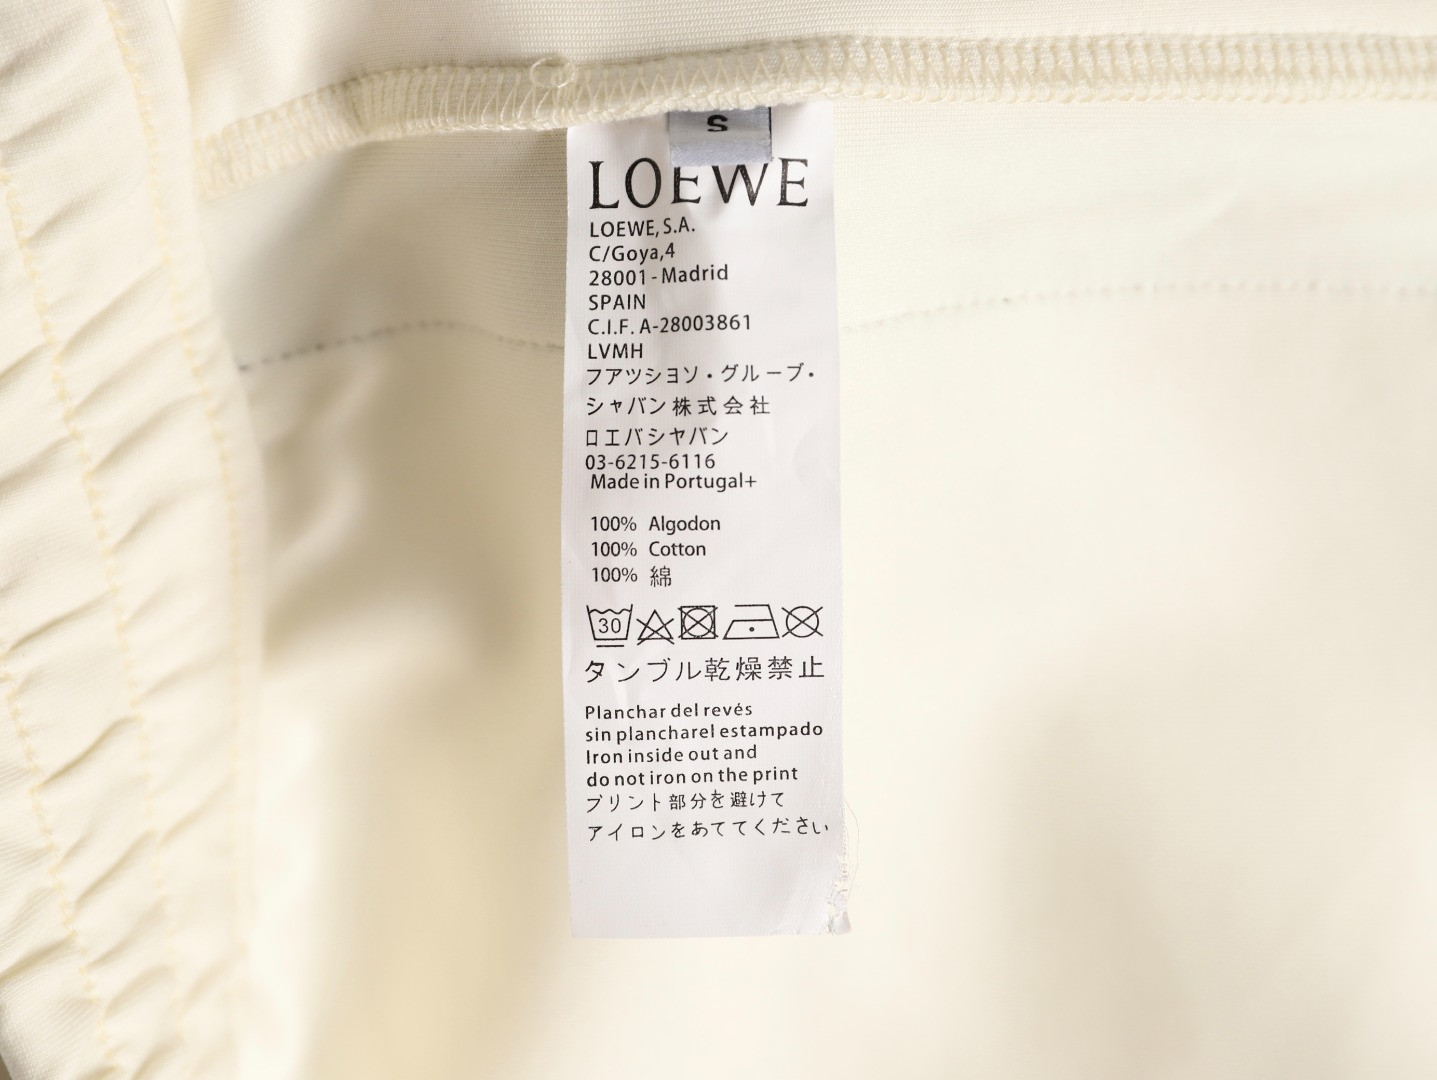 S
LOEWE
LOEWE, S.A.
C/Goya,4
28001 - Madrid
SPAIN
C.I.F. A-28003861
LVMH
フアツシヨソ・グループ・
シャバン株式会社
ロエバシヤバン
03-6215-6116
Made in Portugal+
100% Algodon
100% Cotton
100% 綿
30
タンブル乾燥禁止
Planchar del revés
sin plancharel estampado
Iron inside out and
do not iron on the print
プリント部分を避けて
アイロンをあててください